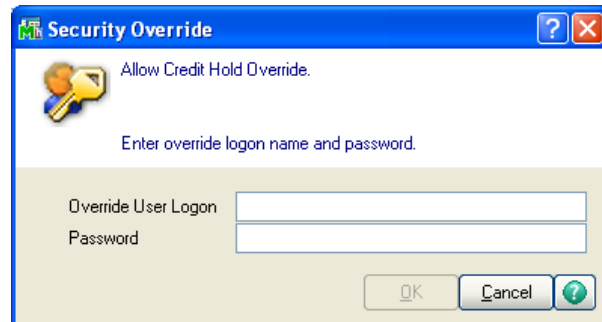 Security Override
Allow Credit Hold Override.
Enter override logon name and password.
Override User Logon
Password
OK
Cancel